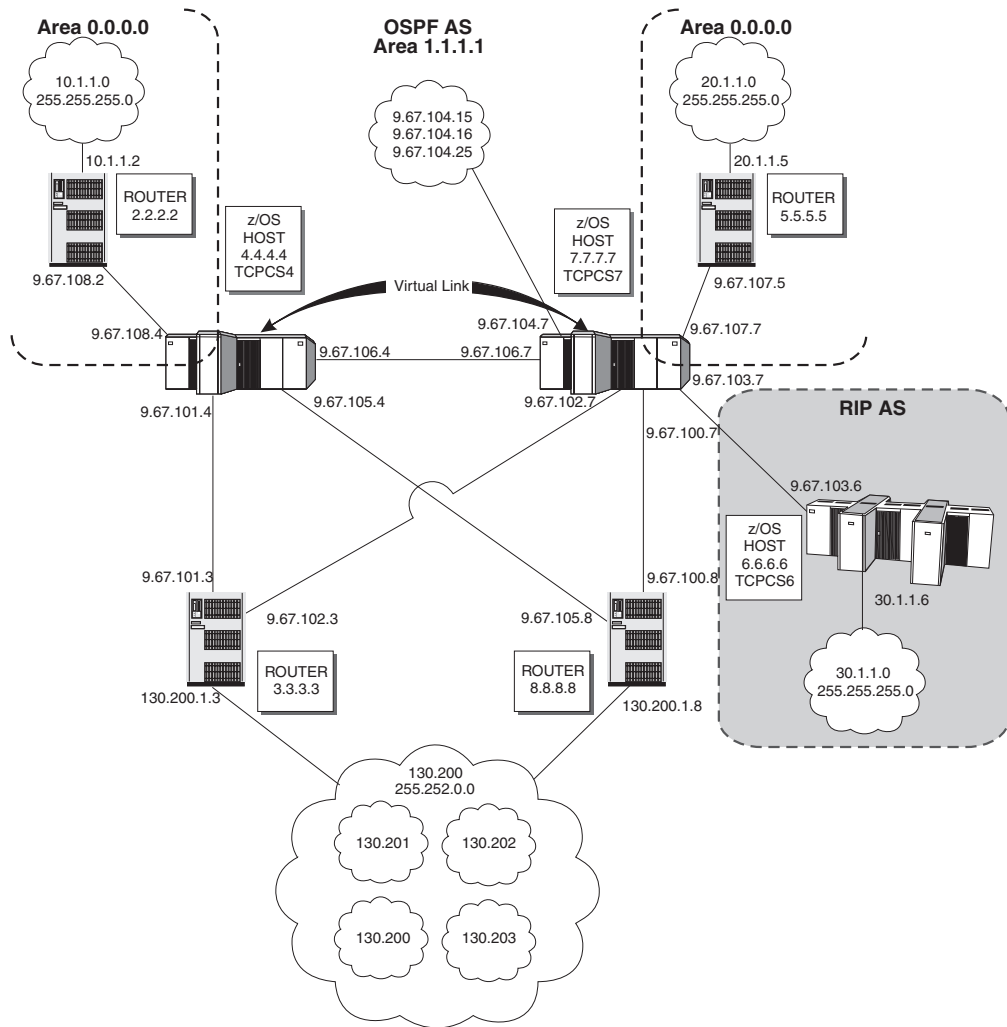 Area 0.0.0.0
OSPF AS
Area 1.1.1.1
Area 0.0.0.0
10.1.1.0
255.255.255.0
9.67.104.15
9.67.104.16
9.67.104.25
20.1.1.0
255.255.255.0
10.1.1.2
20.1.1.5
ROUTER
2.2.2.2
ROUTER
5.5.5.5
z/OS
HOST
4.4.4.4
TCPCS4
z/OS
HOST
7.7.7.7
TCPCS7
9.67.108.2
Virtual Link
9.67.107.5
9.67.108.4
9.67.104.7
9.67.107.7
9.67.106.4
9.67.106.7
9.67.103.7
9.67.101.4
9.67.105.4
9.67.102.7
RIP AS
9.67.100.7
9.67.103.6
z/OS
HOST
6.6.6.6
TCPCS6
9.67.101.3
9.67.100.8
30.1.1.6
9.67.102.3
9.67.105.8
ROUTER
3.3.3.3
ROUTER
8.8.8.8
30.1.1.0
255.255.255.0
130.200.1.3
130.200.1.8
130.200
255.252.0.0
130.201
130.202
130.200
130.203